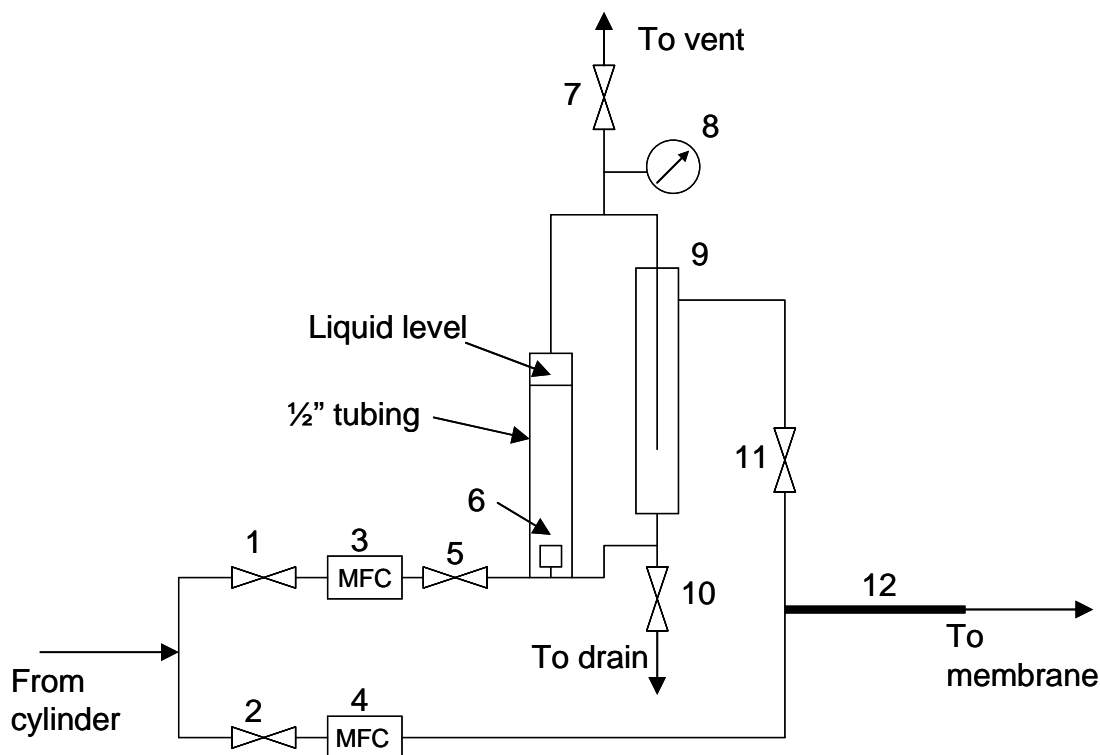 To vent
7
8
9
Liquid level
½” tubing
11
6
1
3
5
MFC
10
12
To drain
To
membrane
From
cylinder
2
4
MFC